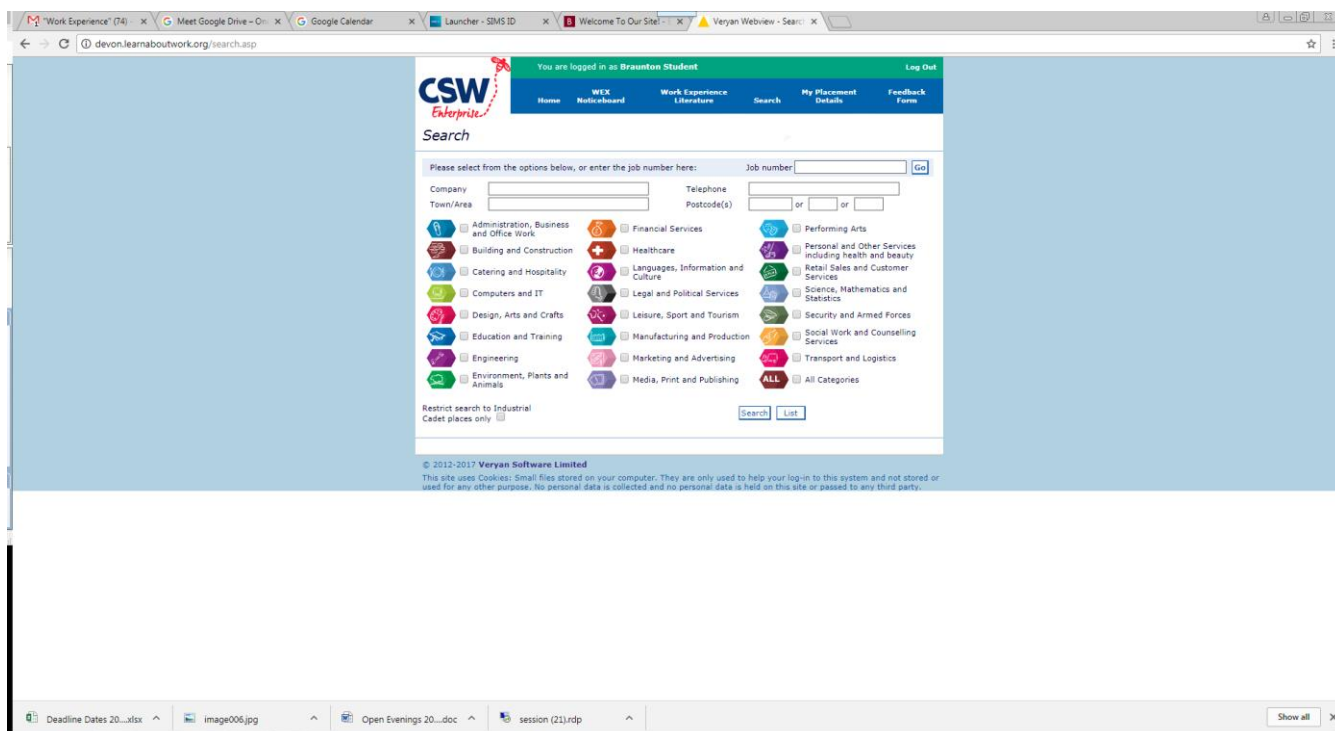 "Work Experience" (74) -
Meet Google Drive – On
Google Calendar
Launcher - SIMS ID
Welcome To Our Site! -
Veryan Webview - Searc
devon.learnaboutwork.org/search.asp
You are logged in as Braunton Student
Log Out
CSW
Enterprise
Home
WEX Noticeboard
Work Experience Literature
Search
My Placement Details
Feedback Form
Search
Please select from the options below, or enter the job number here:
Job number
Go
Company
Telephone
Town/Area
Postcode(s)
or
or
Administration, Business
and Office Work
Financial Services
Performing Arts
Building and Construction
Healthcare
Personal and Other Services
including health and beauty
Catering and Hospitality
Languages, Information and
Culture
Retail Sales and Customer
Services
Computers and IT
Legal and Political Services
Science, Mathematics and
Statistics
Design, Arts and Crafts
Leisure, Sport and Tourism
Security and Armed Forces
Education and Training
Manufacturing and Production
Social Work and Counselling
Services
Engineering
Marketing and Advertising
Transport and Logistics
Environment, Plants and
Animals
Media, Print and Publishing
ALL
All Categories
Restrict search to Industrial
Cadet places only
Search
List
© 2012-2017 Veryan Software Limited
This site uses Cookies: Small files stored on your computer. They are only used to help your log-in to this system and not stored or
used for any other purpose. No personal data is collected and no personal data is held on this site or passed to any third party.
Deadline Dates 20....xlsx
image006.jpg
Open Evenings 20....doc
session (21).rdp
Show all